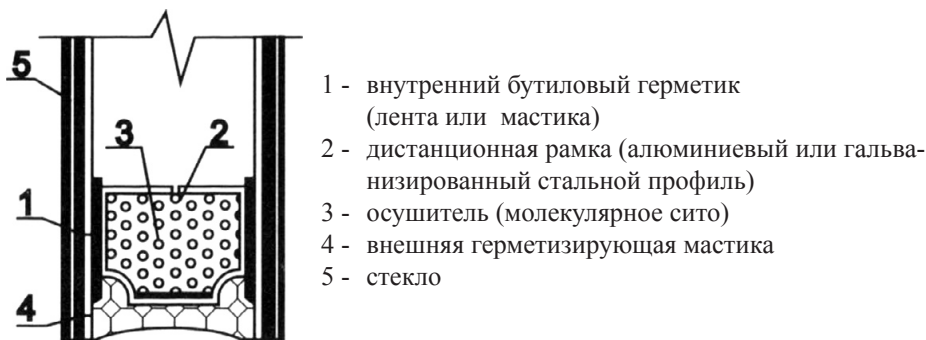 5
3
2
1
4
1 - внутренний бутиловый герметик
(лента или мастика)
2 - дистанционная рамка (алюминиевый или гальва-
низированный стальной профиль)
3 - осушитель (молекулярное сито)
4 - внешняя герметизирующая мастика
5 - стекло